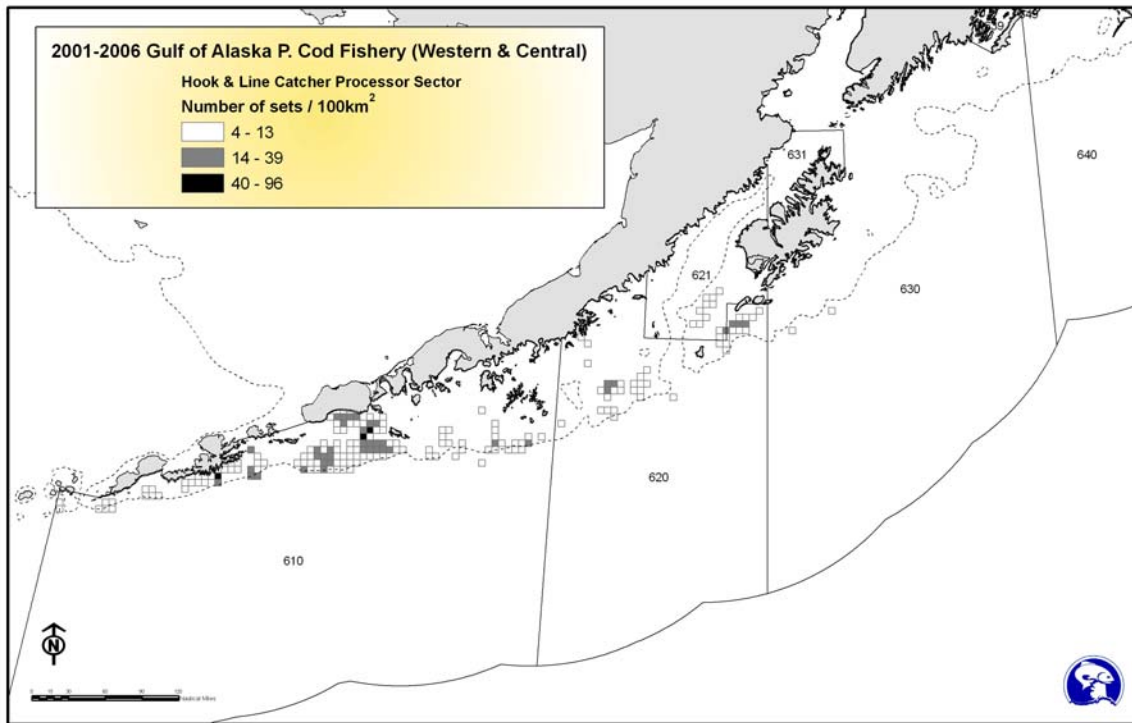 2001-2006 Gulf of Alaska P. Cod Fishery (Western & Central)
Hook & Line Catcher Processor Sector
Number of sets / 100km²
4 - 13
14 - 39
40 - 96
631
640
621
630
620
610
N